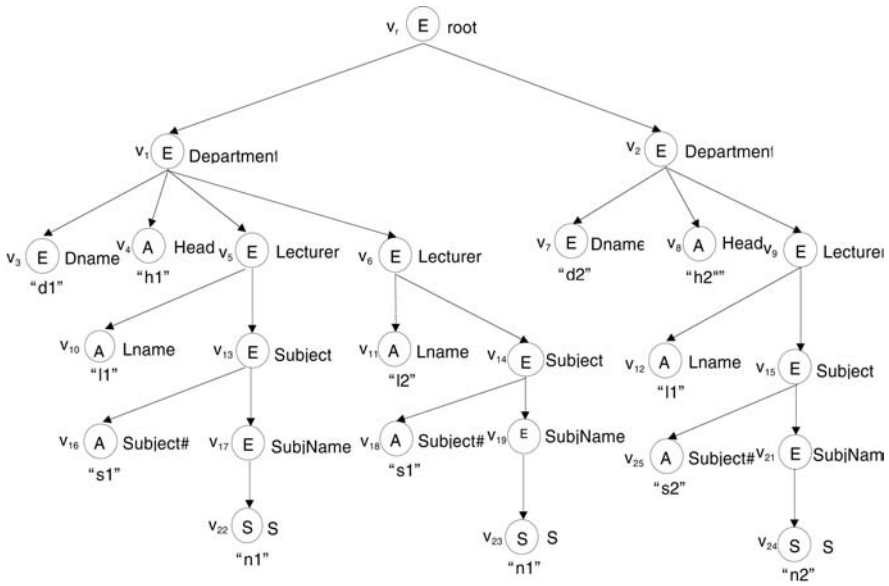 vᵣ E root
v₁ E Department v₂ E Department
v₃ E Dname v₄ A Head v₅ E Lecturer v₆ E Lecturer v₇ E Dname v₈ A Head v₉ E Lecturer
“d1” “h1” “d2” “h2"”
v₁₀ A Lname v₁₃ E Subject v₁₁ A Lname v₁₄ E Subject v₁₂ A Lname v₁₅ E Subject
“l1” “l2” “l1”
v₁₆ A Subject# v₁₇ E SubjName v₁₈ A Subject# v₁₉ E SubjName v₂₅ A Subject# v₂₁ E SubjNam
“s1” “s1” “s2”
v₂₂ S S v₂₃ S S v₂₄ S S
“n1” “n1” “n2”